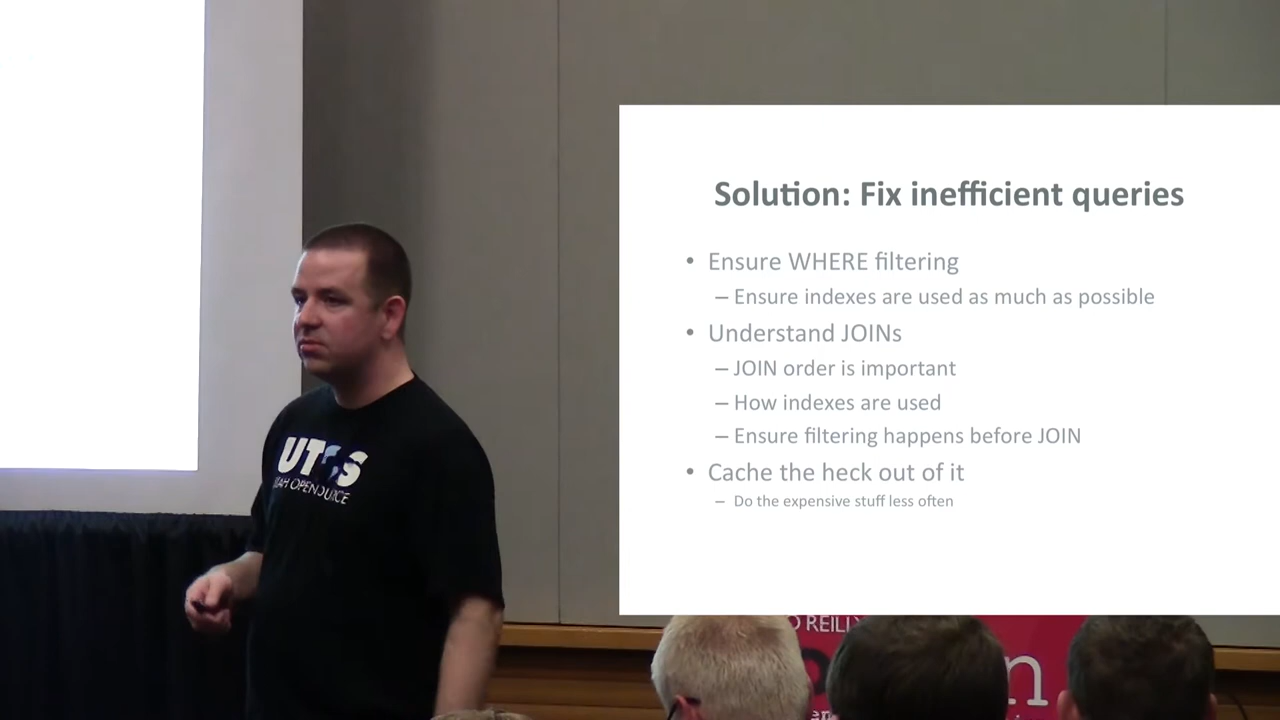 Solution: Fix inefficient queries
• Ensure WHERE filtering
– Ensure indexes are used as much as possible
• Understand JOINs
– JOIN order is important
– How indexes are used
– Ensure filtering happens before JOIN
• Cache the heck out of it
– Do the expensive stuff less often
O'REILLY